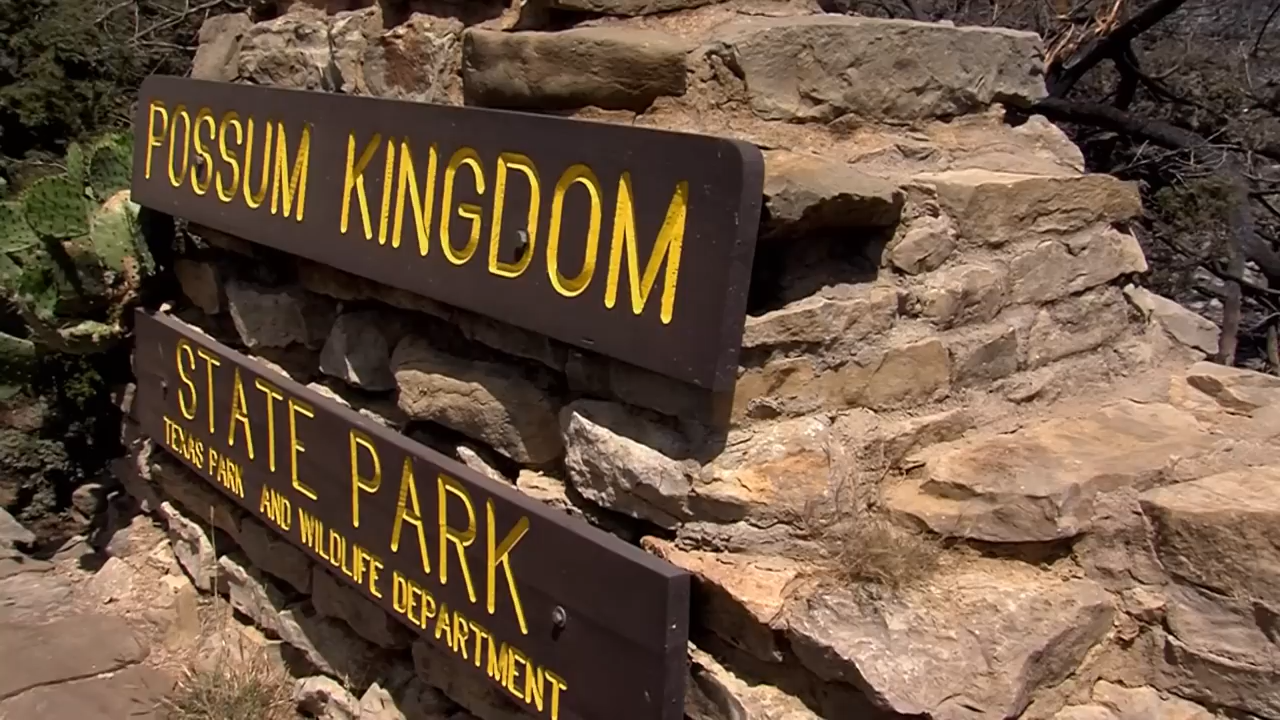 POSSUM KINGDOM
STATE PARK
TEXAS PARK AND WILDLIFE DEPARTMENT